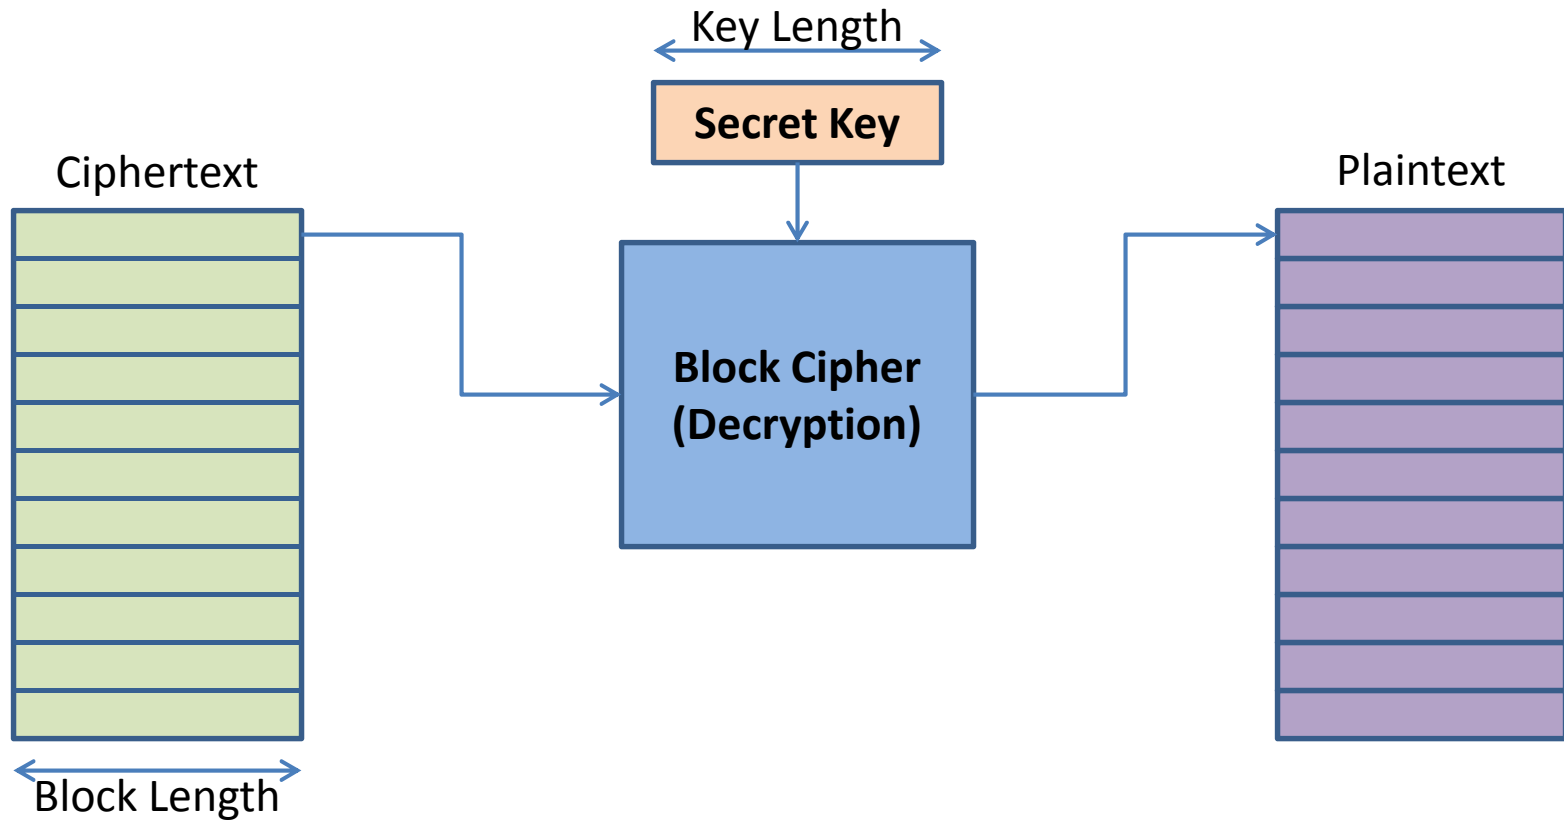 Key Length
Secret Key
Ciphertext
Plaintext
Block Cipher
(Decryption)
Block Length